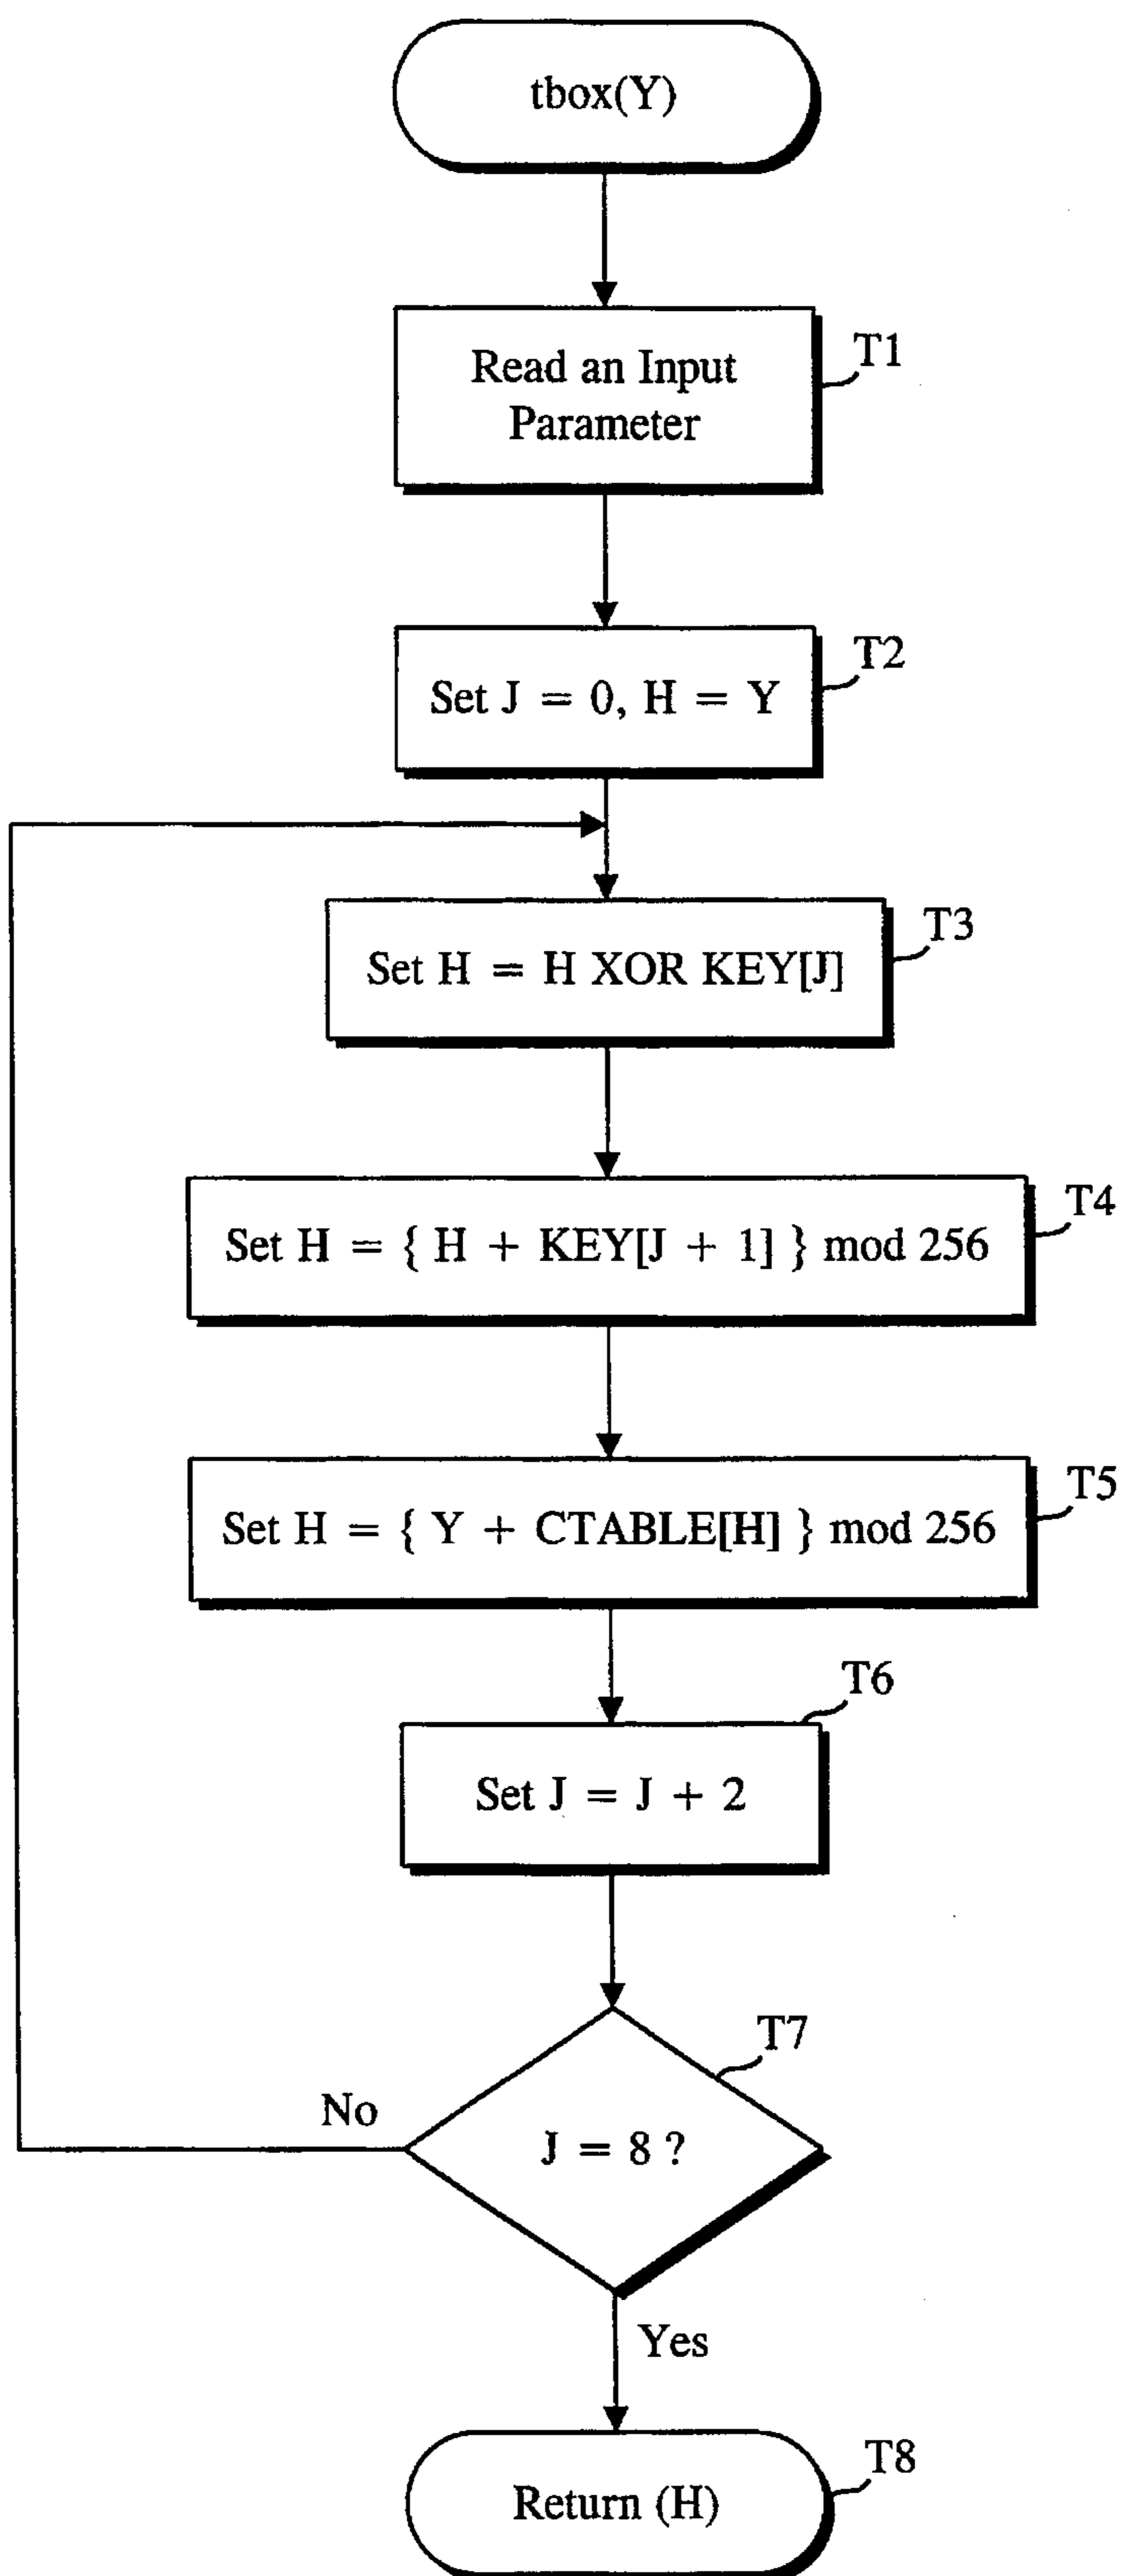 tbox(Y)
Read an Input
Parameter
T1
Set J = 0, H = Y
T2
Set H = H XOR KEY[J]
T3
Set H = { H + KEY[J + 1] } mod 256
T4
Set H = { Y + CTABLE[H] } mod 256
T5
T6
Set J = J + 2
T7
No
J = 8 ?
Yes
T8
Return (H)